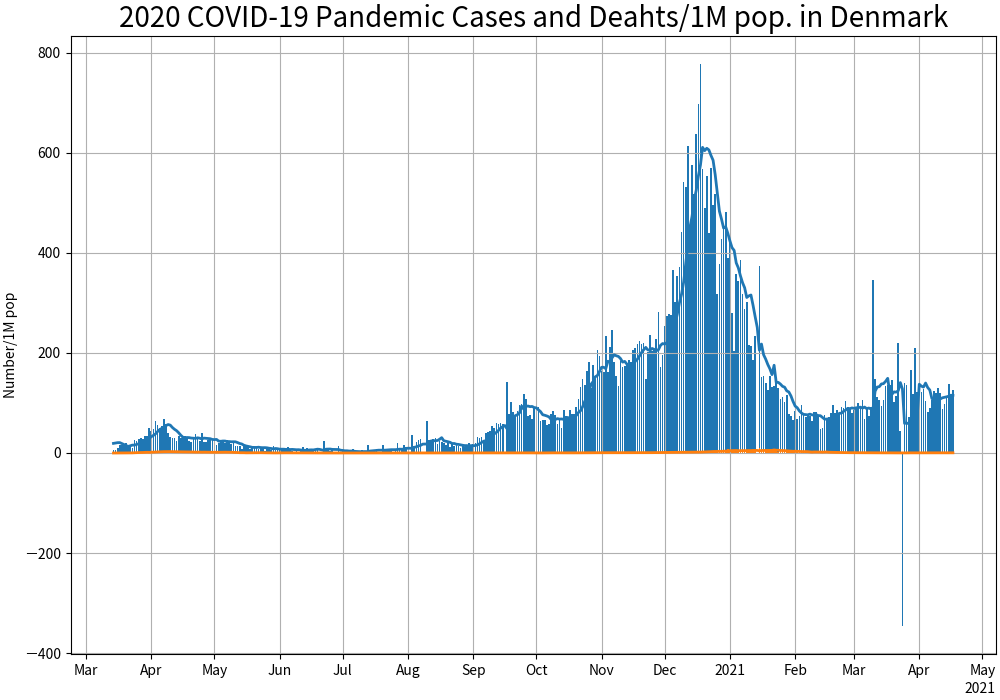 2020 COVID-19 Pandemic Cases and Deahts/1M pop. in Denmark
Number/1M pop
800
600
400
200
0
−200
−400
Mar Apr May Jun Jul Aug Sep Oct Nov Dec 2021 Feb Mar Apr May
2021